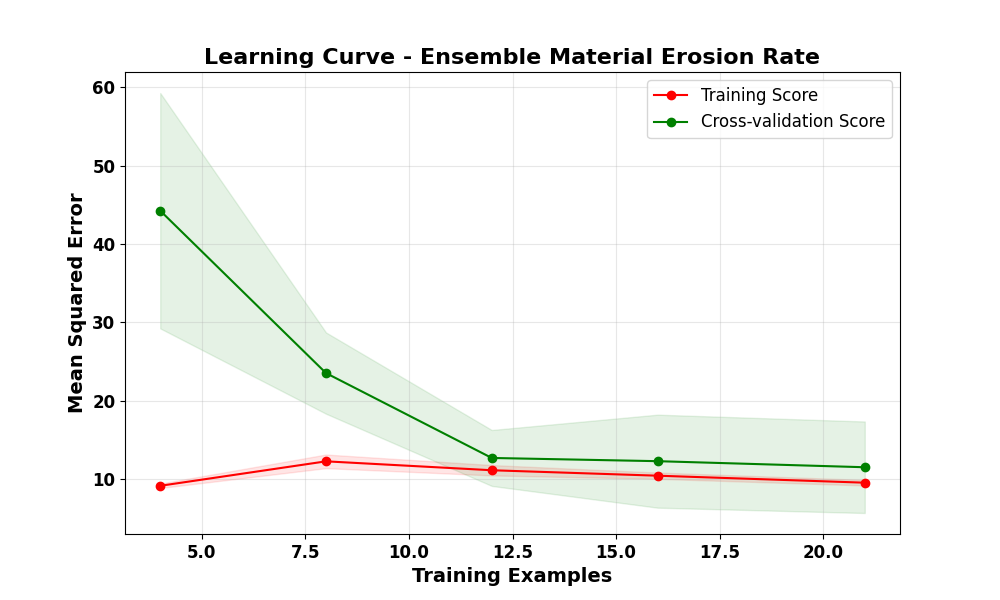 Learning Curve - Ensemble Material Erosion Rate
Training Score
Cross-validation Score
Mean Squared Error
60
50
40
30
20
10
5.0 7.5 10.0 12.5 15.0 17.5 20.0
Training Examples